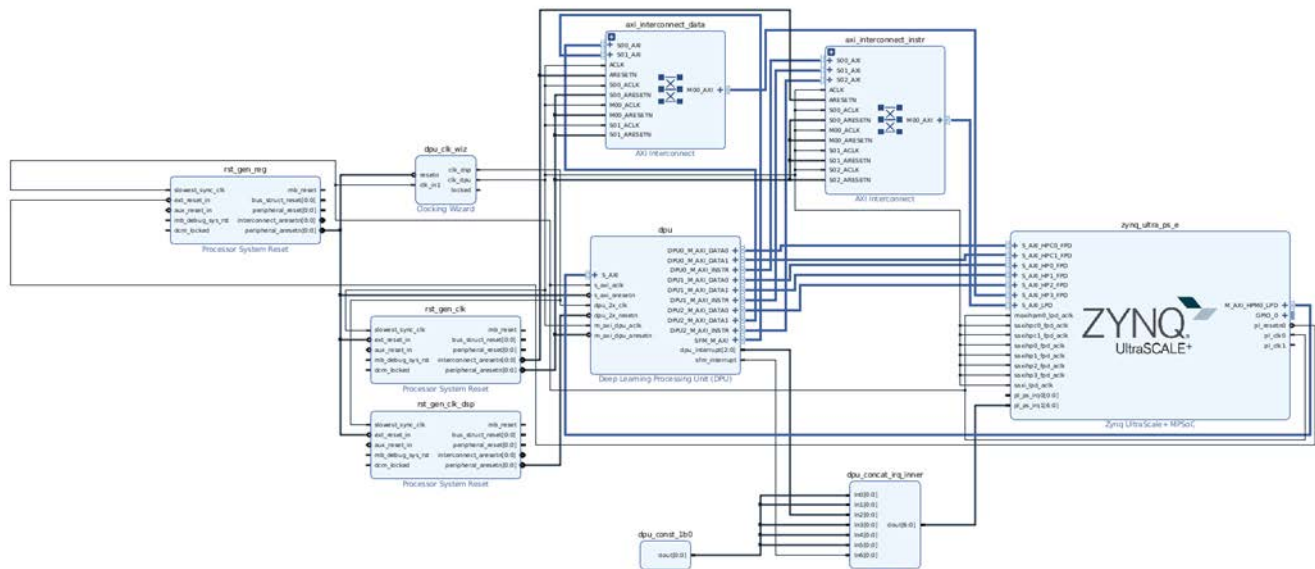 axi_interconnect_data
S00_AXI
S01_AXI
ACLK
ARESETN
S00_ACLK
S00_ARESETN
M00_ACLK
M00_ARESETN
S01_ACLK
S01_ARESETN
M00_AXI
AXI Interconnect
axi_interconnect_instr
S00_AXI
S01_AXI
S02_AXI
ACLK
ARESETN
S00_ACLK
S00_ARESETN
M00_ACLK
M00_ARESETN
S01_ACLK
S01_ARESETN
S02_ACLK
S02_ARESETN
M00_AXI
AXI Interconnect
dpu_clk_wiz
resetn
clk_in1
clk_dsp
clk_dpu
locked
Clocking Wizard
rst_gen_reg
slowest_sync_clk
ext_reset_in
aux_reset_in
mb_debug_sys_rst
dcm_locked
mb_reset
bus_struct_reset[0:0]
peripheral_reset[0:0]
interconnect_aresetn[0:0]
peripheral_aresetn[0:0]
Processor System Reset
dpu
S_AXI
s_axi_aclk
s_axi_aresetn
dpu_2x_clk
dpu_2x_resetn
m_axi_dpu_aclk
m_axi_dpu_aresetn
DPU0_M_AXI_DATA0
DPU0_M_AXI_DATA1
DPU0_M_AXI_INSTR
DPU1_M_AXI_DATA0
DPU1_M_AXI_DATA1
DPU1_M_AXI_INSTR
DPU2_M_AXI_DATA0
DPU2_M_AXI_DATA1
DPU2_M_AXI_INSTR
SFM_M_AXI
dpu_interrupt[2:0]
sfm_interrupt
Deep Learning Processing Unit (DPU)
zynq_ultra_ps_e
S_AXI_HPC0_FPD
S_AXI_HPC1_FPD
S_AXI_HP0_FPD
S_AXI_HP1_FPD
S_AXI_HP2_FPD
S_AXI_HP3_FPD
S_AXI_LPD
maxihpm0_lpd_aclk
saxihpc0_fpd_aclk
saxihpc1_fpd_aclk
saxihp0_fpd_aclk
saxihp1_fpd_aclk
saxihp2_fpd_aclk
saxihp3_fpd_aclk
saxi_lpd_aclk
pl_ps_irq0[0:0]
pl_ps_irq1[6:0]
ZYNQ
UltraSCALE+
M_AXI_HPM0_LPD
GPIO_0
pl_resetn0
pl_clk0
pl_clk1
Zynq UltraScale+ MPSoC
rst_gen_clk
slowest_sync_clk
ext_reset_in
aux_reset_in
mb_debug_sys_rst
dcm_locked
mb_reset
bus_struct_reset[0:0]
peripheral_reset[0:0]
interconnect_aresetn[0:0]
peripheral_aresetn[0:0]
Processor System Reset
rst_gen_clk_dsp
slowest_sync_clk
ext_reset_in
aux_reset_in
mb_debug_sys_rst
dcm_locked
mb_reset
bus_struct_reset[0:0]
peripheral_reset[0:0]
interconnect_aresetn[0:0]
peripheral_aresetn[0:0]
Processor System Reset
dpu_concat_irq_inner
In0[0:0]
In1[0:0]
In2[0:0]
In3[0:0]
In4[0:0]
In5[0:0]
In6[0:0]
dout[6:0]
dpu_const_1b0
dout[0:0]